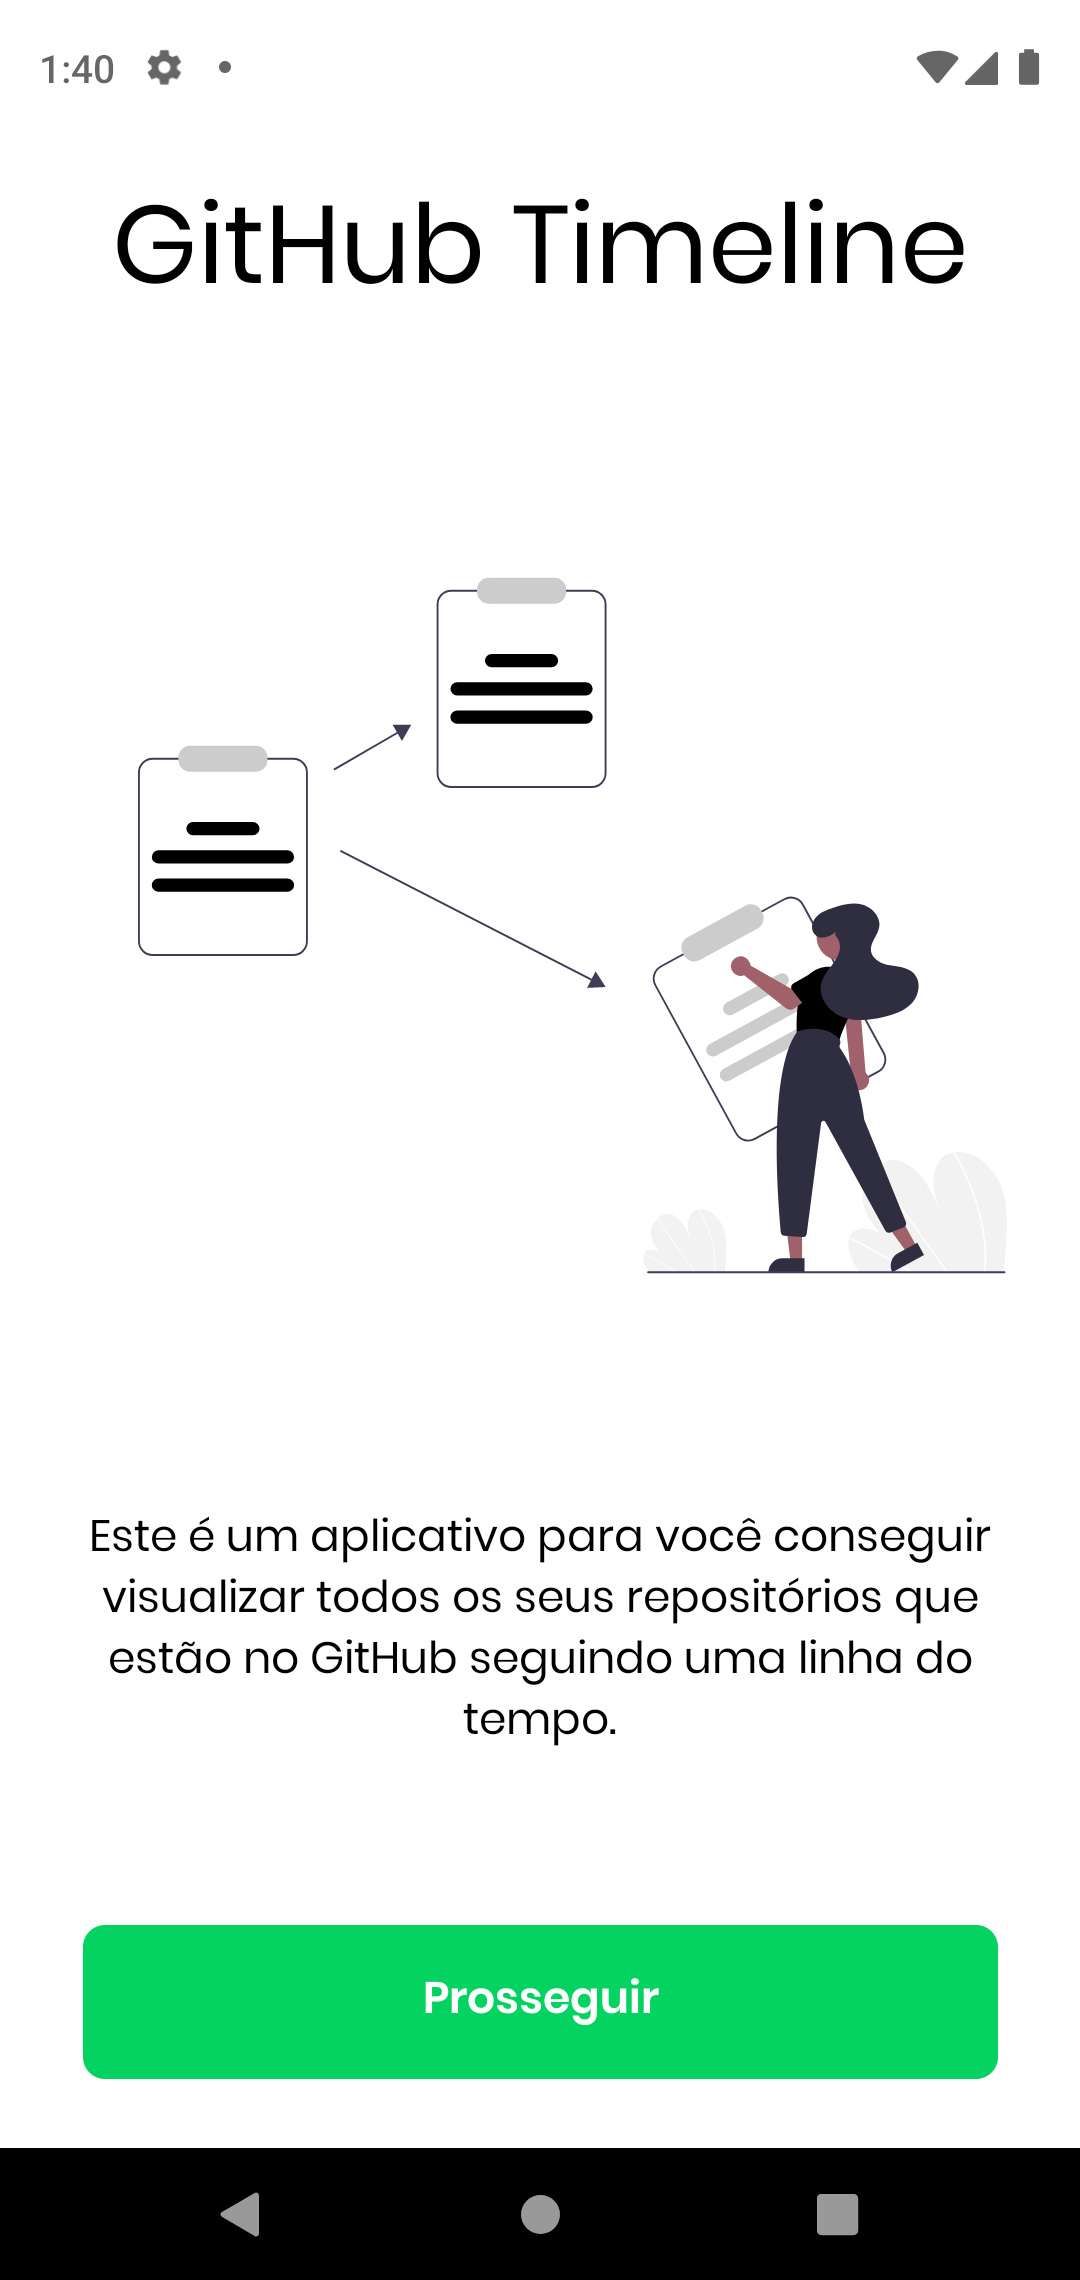 1:40
GitHub Timeline
Este é um aplicativo para você conseguir
visualizar todos os seus repositórios que
estão no GitHub seguindo uma linha do
tempo.
Prosseguir